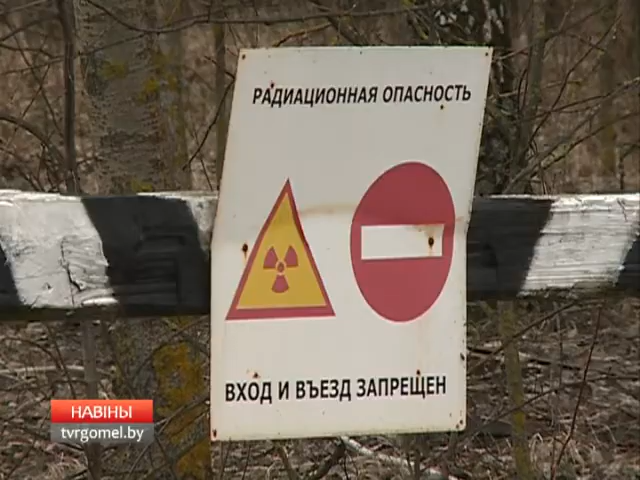 РАДИАЦИОННАЯ ОПАСНОСТЬ
ВХОД И ВЪЕЗД ЗАПРЕЩЕН
НАВІНЫ
tvrgomel.by